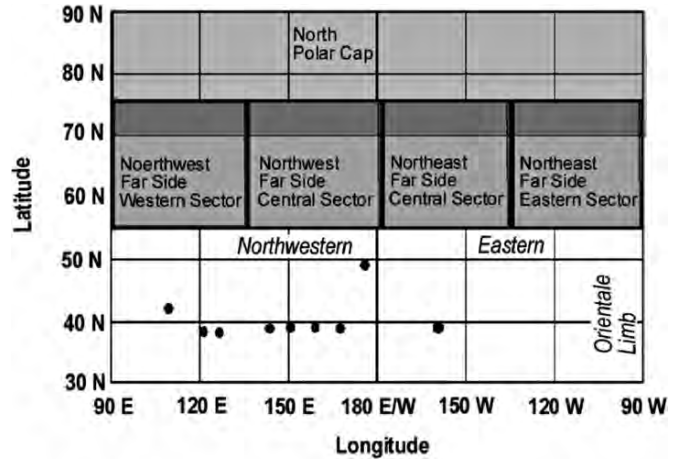 90 N
North
Polar Cap
80 N
70 N
Noerthwest
Far Side
Western Sector
Northwest
Far Side
Central Sector
Northeast
Far Side
Central Sector
Northeast
Far Side
Eastern Sector
60 N
Latitude
Northwestern
Eastern
50 N
Orientale
Limb
40 N
30 N
90 E
120 E
150 E
180 E/W
150 W
120 W
90 W
Longitude